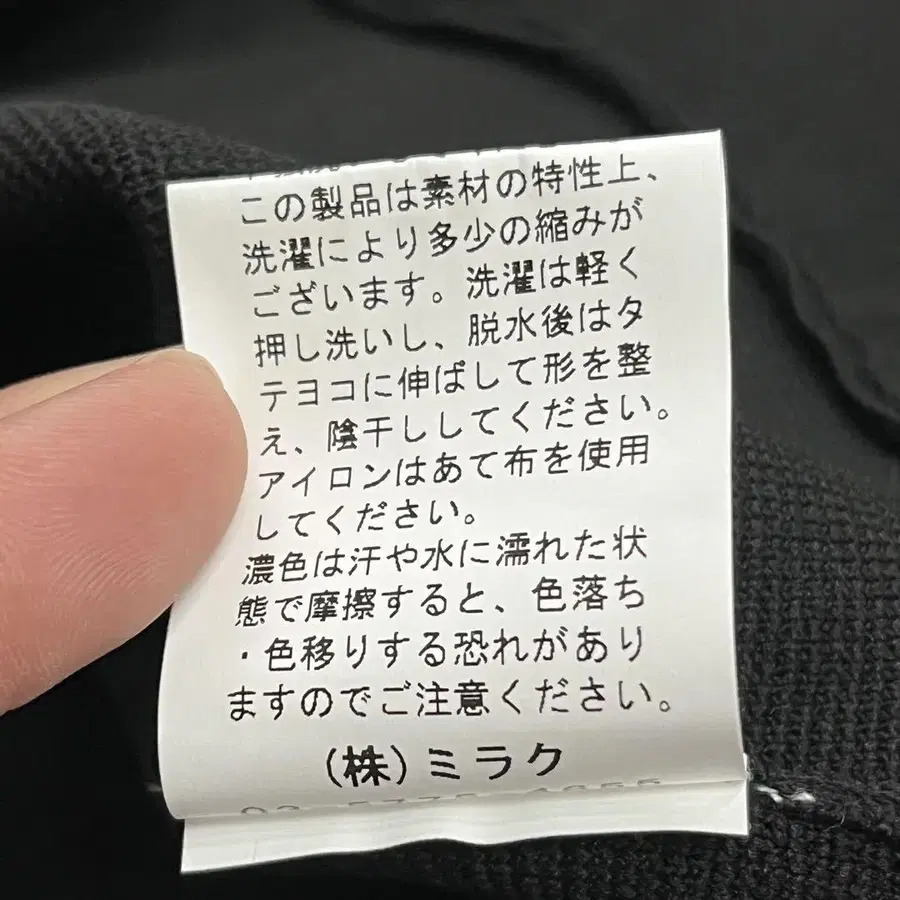 この製品は素材の特性上、
洗濯により多少の縮みが
ございます。洗濯は軽く
押し洗いし、脱水後はタ
テヨコに伸ばして形を整
え、陰干ししてください。
アイロンはあて布を使用
してください。
濃色は汗や水に濡れた状
態で摩擦すると、色落ち
・色移りする恐れがあり
ますのでご注意ください。
(株)ミラク